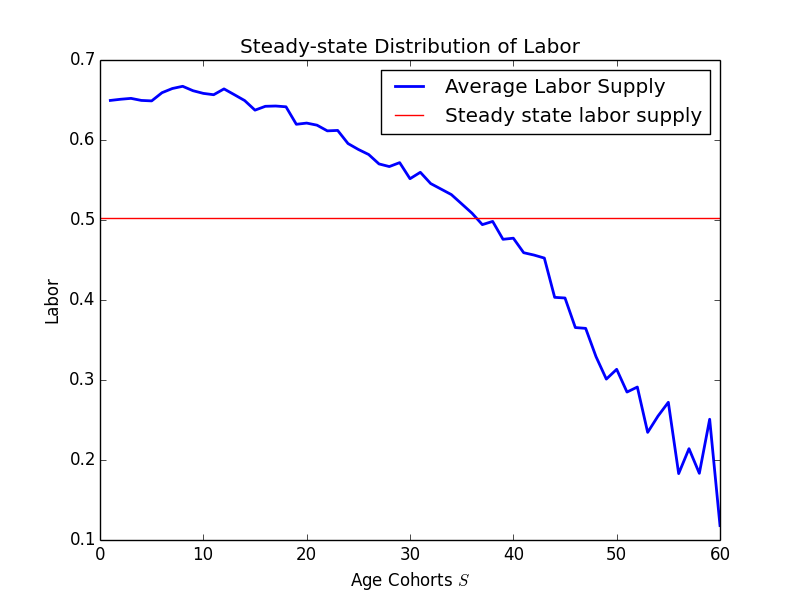 Steady-state Distribution of Labor
Average Labor Supply
Steady state labor supply
0.7
0.6
0.5
0.4
0.3
0.2
0.1
Labor
0 10 20 30 40 50 60
Age Cohorts S